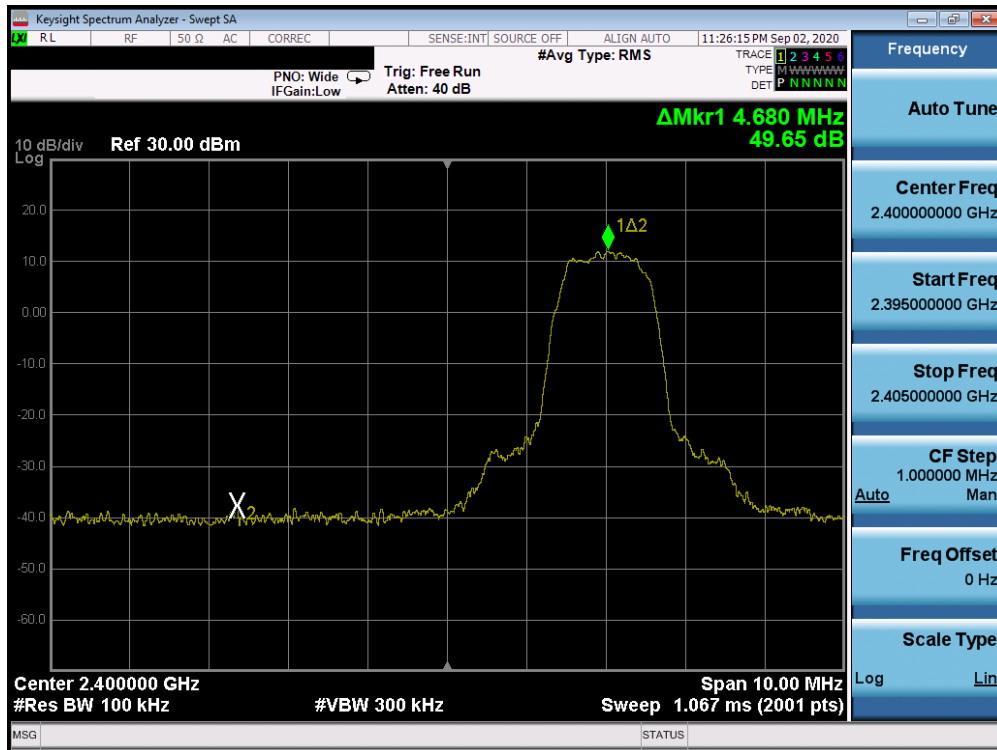 Keysight Spectrum Analyzer - Swept SA
LXI RL RF 50 Ω AC CORREC SENSE:INT SOURCE OFF ALIGN AUTO 11:26:15 PM Sep 02, 2020
#Avg Type: RMS
TRACE 1 2 3 4 5 6
TYPE M WWWWW
DET P N N N N N
PNO: Wide
IFGain:Low
Trig: Free Run
Atten: 40 dB
ΔMkr1 4.680 MHz
49.65 dB
10 dB/div
Log
Ref 30.00 dBm
20.0
10.0
0.00
-10.0
-20.0
-30.0
-40.0
-50.0
-60.0
1Δ2
X2
Center 2.400000 GHz
Span 10.00 MHz
#Res BW 100 kHz
#VBW 300 kHz
Sweep 1.067 ms (2001 pts)
MSG
STATUS
Frequency
Auto Tune
Center Freq
2.400000000 GHz
Start Freq
2.395000000 GHz
Stop Freq
2.405000000 GHz
CF Step
1.000000 MHz
Auto Man
Freq Offset
0 Hz
Scale Type
Log Lin